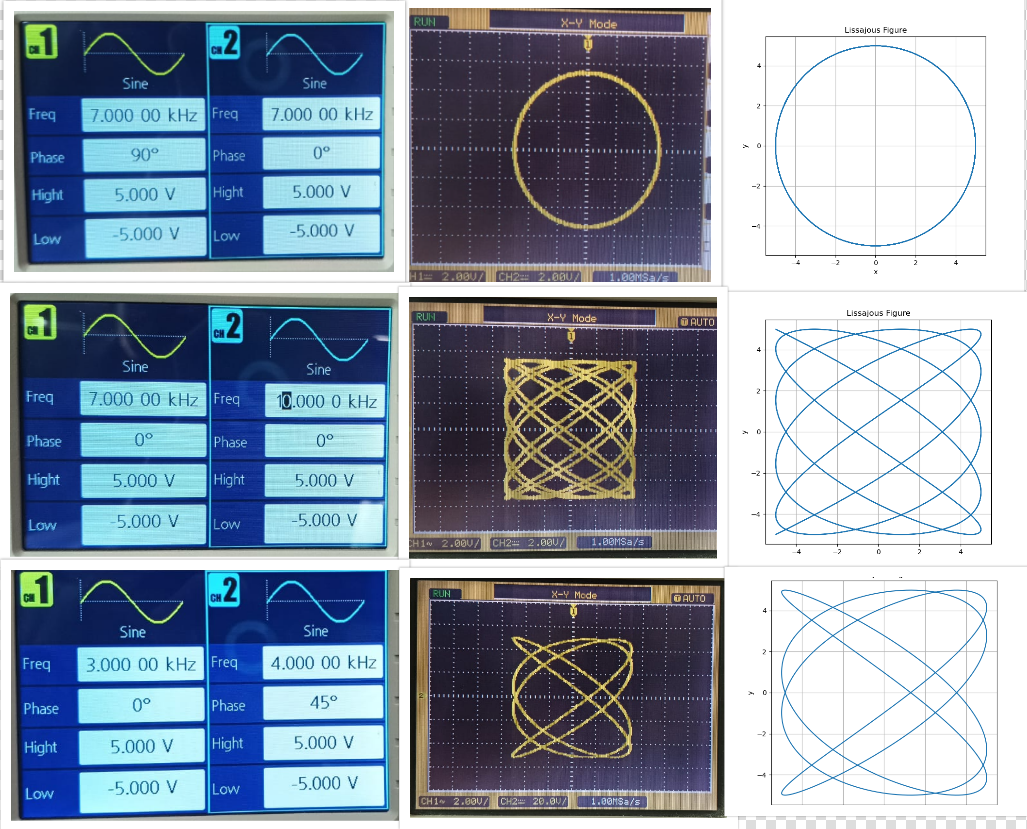 CH 1
Sine
Freq 7.000 00 kHz
Phase 90°
Hight 5.000 V
Low -5.000 V
CH 2
Sine
Freq 7.000 00 kHz
Phase 0°
Hight 5.000 V
Low -5.000 V
RUN X-Y Mode
H1= 2.00V/ CH2= 2.00V/ 1.00MSa/s
Lissajous Figure
y
4
2
0
−2
−4
−4 −2 0 2 4
x
CH 1
Sine
Freq 7.000 00 kHz
Phase 0°
Hight 5.000 V
Low -5.000 V
CH 2
Sine
Freq 10.000 0 kHz
Phase 0°
Hight 5.000 V
Low -5.000 V
RUN X-Y Mode T AUTO
CH1~ 2.00V/ CH2= 2.00V/ 1.00MSa/s
Lissajous Figure
4
2
0
−2
−4
−4 −2 0 2 4
CH 1
Sine
Freq 3.000 00 kHz
Phase 0°
Hight 5.000 V
Low -5.000 V
CH 2
Sine
Freq 4.000 00 kHz
Phase 45°
Hight 5.000 V
Low -5.000 V
RUN X-Y Mode T AUTO
CH1~ 2.00V/ CH2= 20.0V/ 1.00MSa/s
y
4
2
0
−2
−4